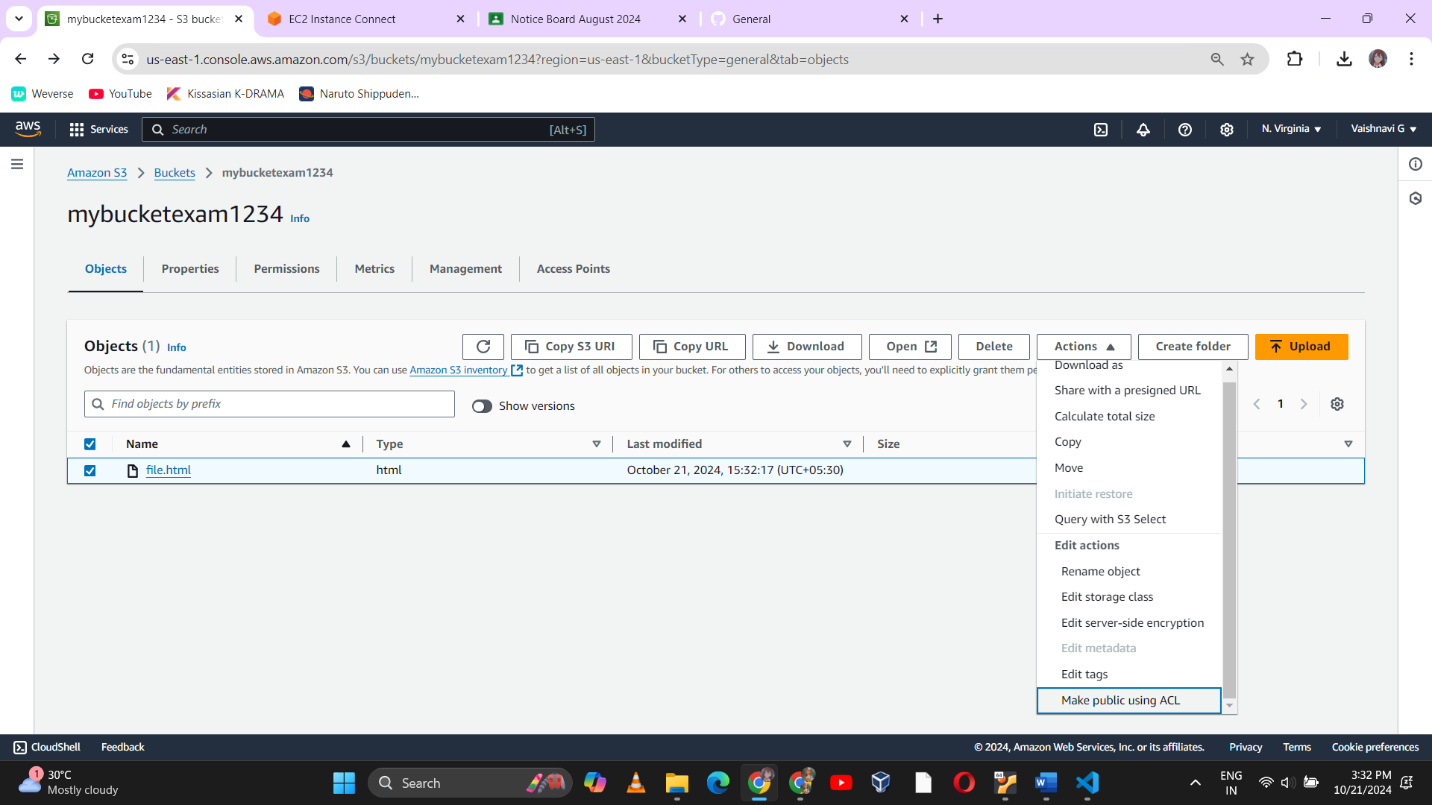 mybucketexam1234 - S3 bucke
EC2 Instance Connect
Notice Board August 2024
General
us-east-1.console.aws.amazon.com/s3/buckets/mybucketexam1234?region=us-east-1&bucketType=general&tab=objects
Weverse
YouTube
Kissasian K-DRAMA
Naruto Shippuden...
aws
Services
Search
[Alt+S]
N. Virginia
Vaishnavi G
Amazon S3
Buckets
mybucketexam1234
mybucketexam1234 Info
Objects
Properties
Permissions
Metrics
Management
Access Points
Objects (1) Info
Copy S3 URI
Copy URL
Download
Open
Delete
Actions
Create folder
Upload
Objects are the fundamental entities stored in Amazon S3. You can use Amazon S3 inventory to get a list of all objects in your bucket. For others to access your objects, you'll need to explicitly grant them pe
Find objects by prefix
Show versions
1
Name
Type
Last modified
Size
file.html
html
October 21, 2024, 15:32:17 (UTC+05:30)
Download as
Share with a presigned URL
Calculate total size
Copy
Move
Initiate restore
Query with S3 Select
Edit actions
Rename object
Edit storage class
Edit server-side encryption
Edit metadata
Edit tags
Make public using ACL
CloudShell
Feedback
© 2024, Amazon Web Services, Inc. or its affiliates.
Privacy
Terms
Cookie preferences
1
30°C
Mostly cloudy
Search
ENG
IN
3:32 PM
10/21/2024